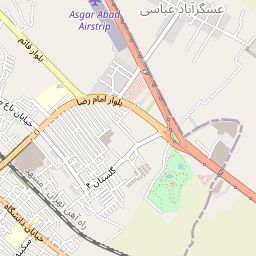 عسگرآباد عباسی
Asgar Abad
Airstrip
بلوار قائم
بلوار امام رضا
خیابان باغ
گلستان ۲
راه آهن تهران - مشهد
خیابان دانشگاه